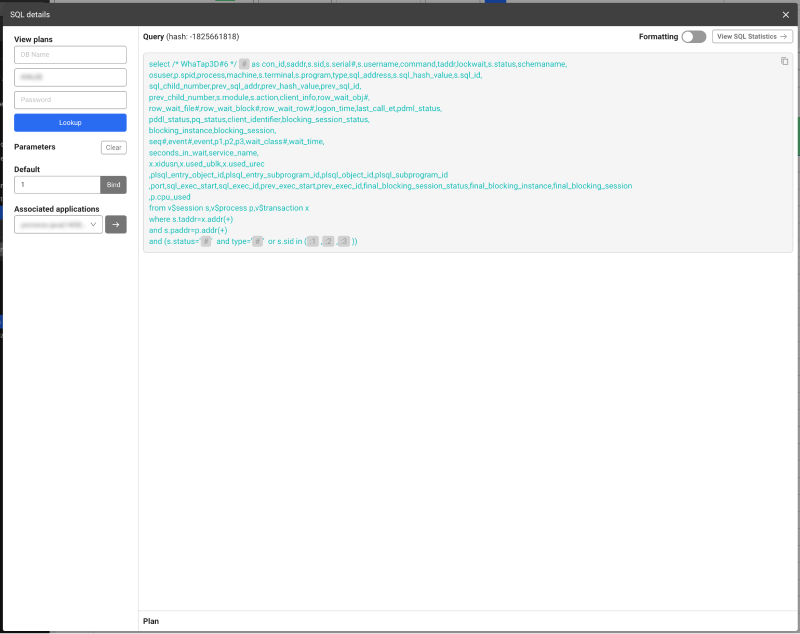 SQL details
View plans
DB Name
Password
Lookup
Parameters
Clear
Default
1
Bind
Associated applications
Query (hash: -1825661818)
Formatting
View SQL Statistics →
select /* WhaTap3D#6 */ # as con_id,saddr,s.sid,s.serial#,s.username,command,taddr,lockwait,s.status,schemaname,
osuser,p.spid,process,machine,s.terminal,s.program,type,sql_address,s.sql_hash_value,s.sql_id,
sql_child_number,prev_sql_addr,prev_hash_value,prev_sql_id,
prev_child_number,s.module,s.action,client_info,row_wait_obj#,
row_wait_file#,row_wait_block#,row_wait_row#,logon_time,last_call_et,pdml_status,
pddl_status,pq_status,client_identifier,blocking_session_status,
blocking_instance,blocking_session,
seq#,event#,event,p1,p2,p3,wait_class#,wait_time,
seconds_in_wait,service_name,
x.xidusn,x.used_ublk,x.used_urec
,plsql_entry_object_id,plsql_entry_subprogram_id,plsql_object_id,plsql_subprogram_id
,port,sql_exec_start,sql_exec_id,prev_exec_start,prev_exec_id,final_blocking_session_status,final_blocking_instance,final_blocking_session
,p.cpu_used
from v$session s,v$process p,v$transaction x
where s.taddr=x.addr(+)
and s.paddr=p.addr(+)
and (s.status='#' and type='#' or s.sid in (:1 ,:2 ,:3 ))
Plan